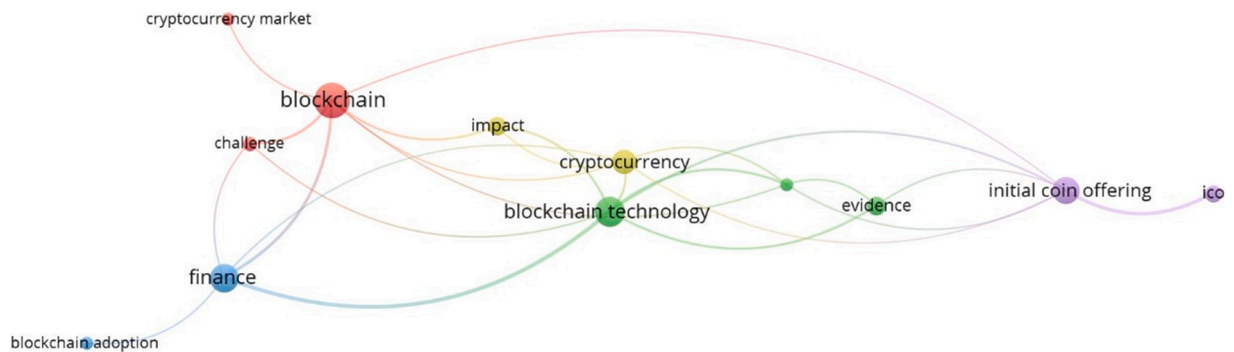 cryptocurrency market
blockchain
impact
challenge
cryptocurrency
initial coin offering
ico
evidence
blockchain technology
finance
blockchain adoption